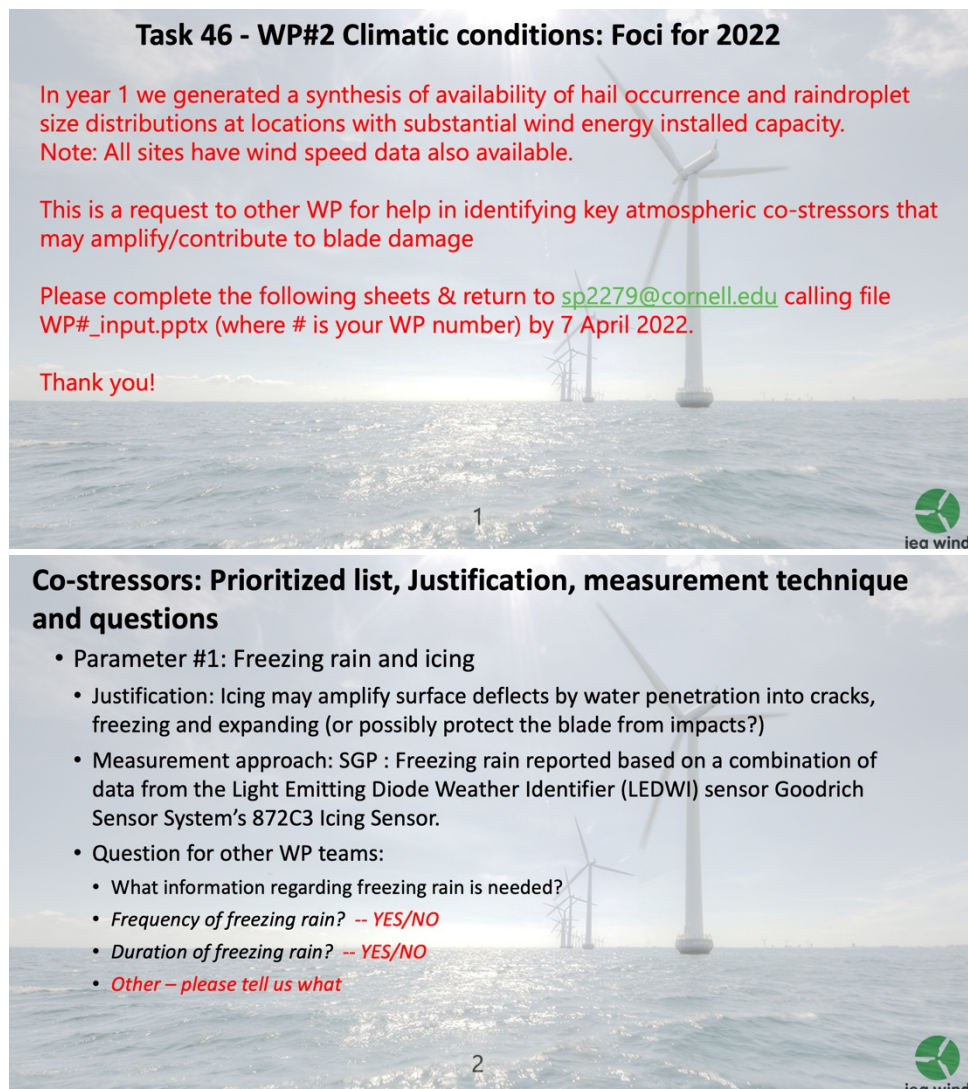 Task 46 - WP#2 Climatic conditions: Foci for 2022
In year 1 we generated a synthesis of availability of hail occurrence and raindroplet
size distributions at locations with substantial wind energy installed capacity.
Note: All sites have wind speed data also available.
This is a request to other WP for help in identifying key atmospheric co-stressors that
may amplify/contribute to blade damage
Please complete the following sheets & return to sp2279@cornell.edu calling file
WP#_input.pptx (where # is your WP number) by 7 April 2022.
Thank you!
1
iea wind
Co-stressors: Prioritized list, Justification, measurement technique
and questions
• Parameter #1: Freezing rain and icing
• Justification: Icing may amplify surface deflects by water penetration into cracks,
freezing and expanding (or possibly protect the blade from impacts?)
• Measurement approach: SGP : Freezing rain reported based on a combination of
data from the Light Emitting Diode Weather Identifier (LEDWI) sensor Goodrich
Sensor System's 872C3 Icing Sensor.
• Question for other WP teams:
• What information regarding freezing rain is needed?
• Frequency of freezing rain? -- YES/NO
• Duration of freezing rain? -- YES/NO
• Other – please tell us what
2
iea wind